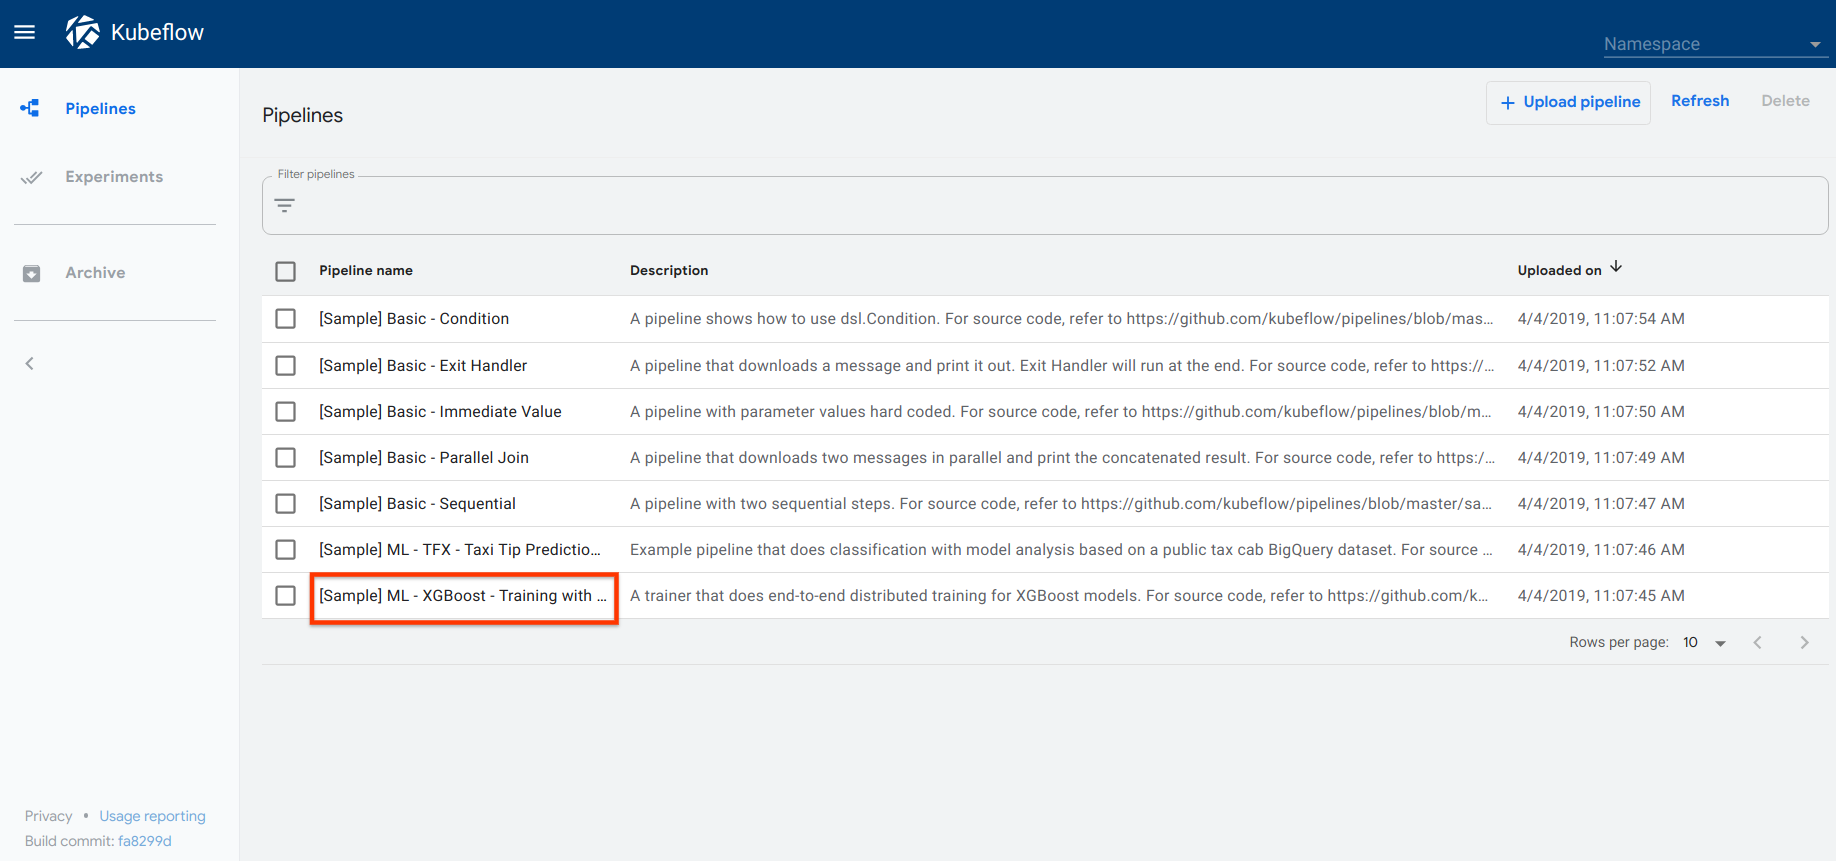 Kubeflow
Namespace
Pipelines
Experiments
Archive
Privacy • Usage reporting
Build commit: fa8299d
Pipelines
+ Upload pipeline Refresh Delete
Filter pipelines
Pipeline name Description Uploaded on
[Sample] Basic - Condition A pipeline shows how to use dsl.Condition. For source code, refer to https://github.com/kubeflow/pipelines/blob/mas... 4/4/2019, 11:07:54 AM
[Sample] Basic - Exit Handler A pipeline that downloads a message and print it out. Exit Handler will run at the end. For source code, refer to https://... 4/4/2019, 11:07:52 AM
[Sample] Basic - Immediate Value A pipeline with parameter values hard coded. For source code, refer to https://github.com/kubeflow/pipelines/blob/m... 4/4/2019, 11:07:50 AM
[Sample] Basic - Parallel Join A pipeline that downloads two messages in parallel and print the concatenated result. For source code, refer to https:/... 4/4/2019, 11:07:49 AM
[Sample] Basic - Sequential A pipeline with two sequential steps. For source code, refer to https://github.com/kubeflow/pipelines/blob/master/sa... 4/4/2019, 11:07:47 AM
[Sample] ML - TFX - Taxi Tip Predictio... Example pipeline that does classification with model analysis based on a public tax cab BigQuery dataset. For source ... 4/4/2019, 11:07:46 AM
[Sample] ML - XGBoost - Training with ... A trainer that does end-to-end distributed training for XGBoost models. For source code, refer to https://github.com/k... 4/4/2019, 11:07:45 AM
Rows per page: 10